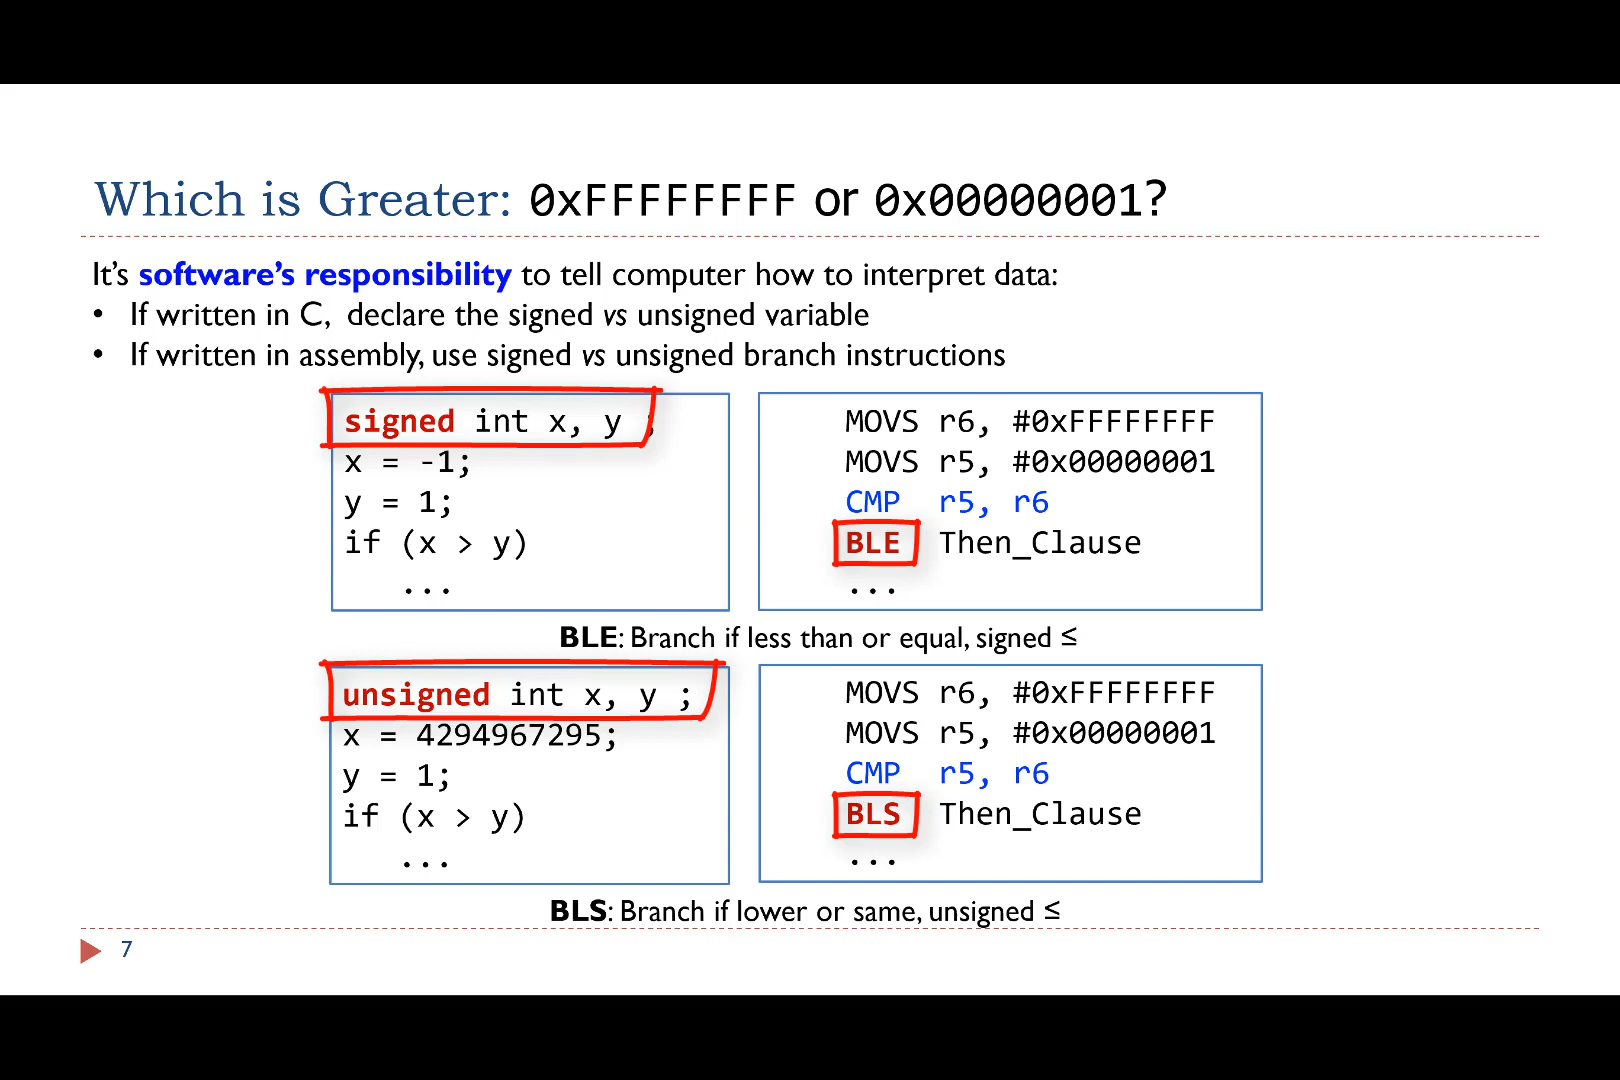 Which is Greater: 0xFFFFFFFF or 0x00000001?
It's software's responsibility to tell computer how to interpret data:
• If written in C, declare the signed vs unsigned variable
• If written in assembly, use signed vs unsigned branch instructions
signed int x, y ;
x = -1;
y = 1;
if (x > y)
...
MOVS r6, #0xFFFFFFFF
MOVS r5, #0x00000001
CMP r5, r6
BLE Then_Clause
...
BLE: Branch if less than or equal, signed ≤
unsigned int x, y ;
x = 4294967295;
y = 1;
if (x > y)
...
MOVS r6, #0xFFFFFFFF
MOVS r5, #0x00000001
CMP r5, r6
BLS Then_Clause
...
BLS: Branch if lower or same, unsigned ≤
7